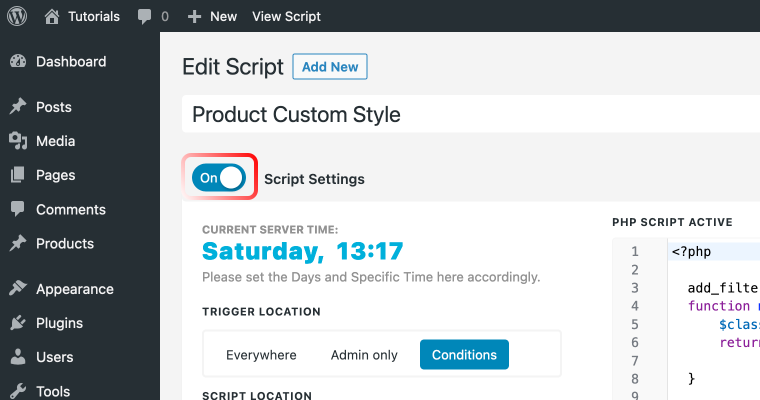 Tutorials 0 New View Script
Dashboard
Posts
Media
Pages
Comments
Products
Appearance
Plugins
Users
Tools
Edit Script Add New
Product Custom Style
On Script Settings
CURRENT SERVER TIME:
Saturday, 13:17
Please set the Days and Specific Time here accordingly.
TRIGGER LOCATION
Everywhere Admin only Conditions
SCRIPT LOCATION
PHP SCRIPT ACTIVE
1 <?php
2
3 add_filte
4 function
5 $clas
6 retur
7
8 }
9